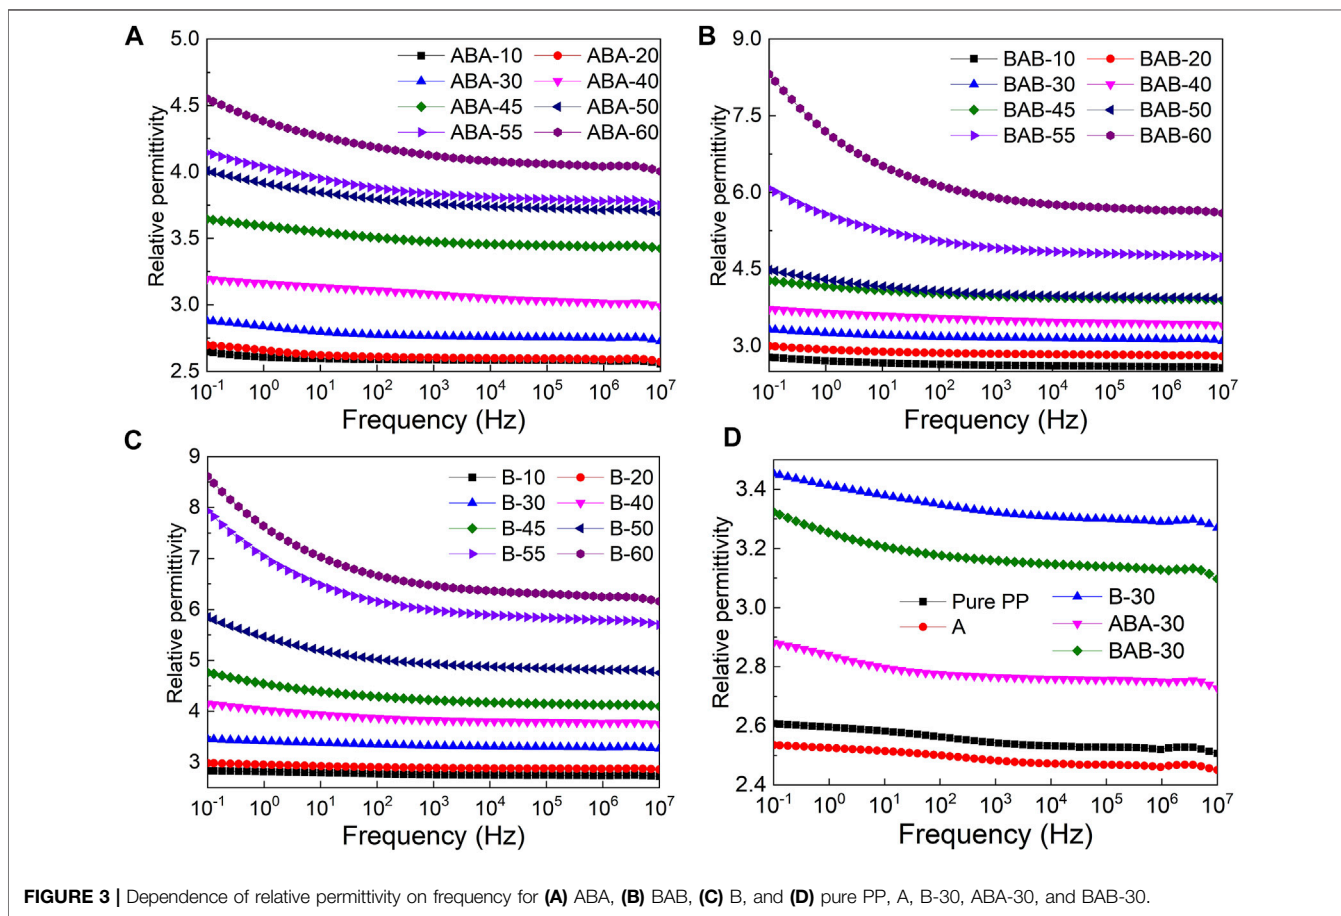 A
5.0
4.5
4.0
3.5
3.0
2.5
Relative permittivity
ABA-10 ABA-20
ABA-30 ABA-40
ABA-45 ABA-50
ABA-55 ABA-60
10⁻¹ 10⁰ 10¹ 10² 10³ 10⁴ 10⁵ 10⁶ 10⁷
Frequency (Hz)
B
9.0
7.5
6.0
4.5
3.0
Relative permittivity
BAB-10 BAB-20
BAB-30 BAB-40
BAB-45 BAB-50
BAB-55 BAB-60
10⁻¹ 10⁰ 10¹ 10² 10³ 10⁴ 10⁵ 10⁶ 10⁷
Frequency (Hz)
C
9
8
7
6
5
4
3
Relative permittivity
B-10 B-20
B-30 B-40
B-45 B-50
B-55 B-60
10⁻¹ 10⁰ 10¹ 10² 10³ 10⁴ 10⁵ 10⁶ 10⁷
Frequency (Hz)
D
3.4
3.2
3.0
2.8
2.6
2.4
Relative permittivity
Pure PP B-30
A ABA-30
BAB-30
10⁻¹ 10⁰ 10¹ 10² 10³ 10⁴ 10⁵ 10⁶ 10⁷
Frequency (Hz)
FIGURE 3 | Dependence of relative permittivity on frequency for (A) ABA, (B) BAB, (C) B, and (D) pure PP, A, B-30, ABA-30, and BAB-30.